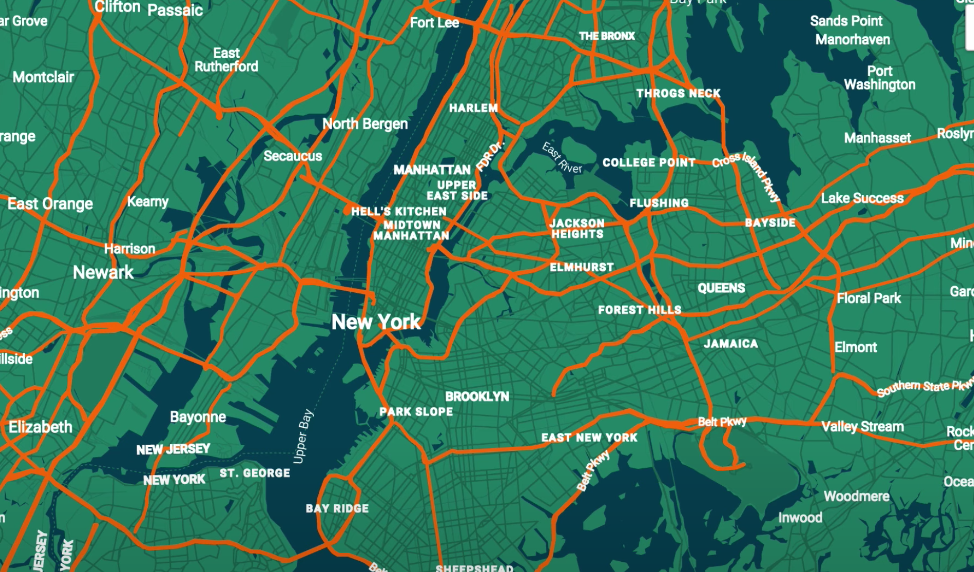 Clifton
Passaic
Fort Lee
THE BRONX
Sands Point
Manorhaven
East
Rutherford
Montclair
Port
Washington
THROGS NECK
HARLEM
North Bergen
FDR Dr.
East River
Manhasset
Secaucus
COLLEGE POINT
Cross Island Pkwy
MANHATTAN
UPPER
EAST SIDE
East Orange
Kearny
HELL'S KITCHEN
MIDTOWN
MANHATTAN
FLUSHING
Lake Success
JACKSON
HEIGHTS
BAYSIDE
Harrison
Newark
ELMHURST
QUEENS
Floral Park
FOREST HILLS
New York
JAMAICA
Elmont
Southern State Pkwy
BROOKLYN
Bayonne
PARK SLOPE
Upper Bay
Belt Pkwy
Elizabeth
Valley Stream
EAST NEW YORK
NEW JERSEY
NEW YORK
ST. GEORGE
Belt Pkwy
Woodmere
BAY RIDGE
Inwood
JERSEY
YORK
SHEEPSHEAD